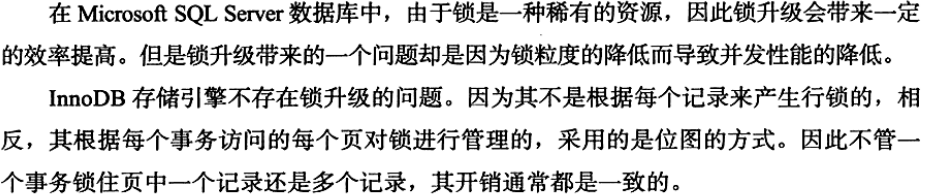 在 Microsoft SQL Server 数据库中，由于锁是一种稀有的资源，因此锁升级会带来一定
的效率提高。但是锁升级带来的一个问题却是因为锁粒度的降低而导致并发性能的降低。
InnoDB 存储引擎不存在锁升级的问题。因为其不是根据每个记录来产生行锁的，相
反，其根据每个事务访问的每个页对锁进行管理的，采用的是位图的方式。因此不管一
个事务锁住页中一个记录还是多个记录，其开销通常都是一致的。